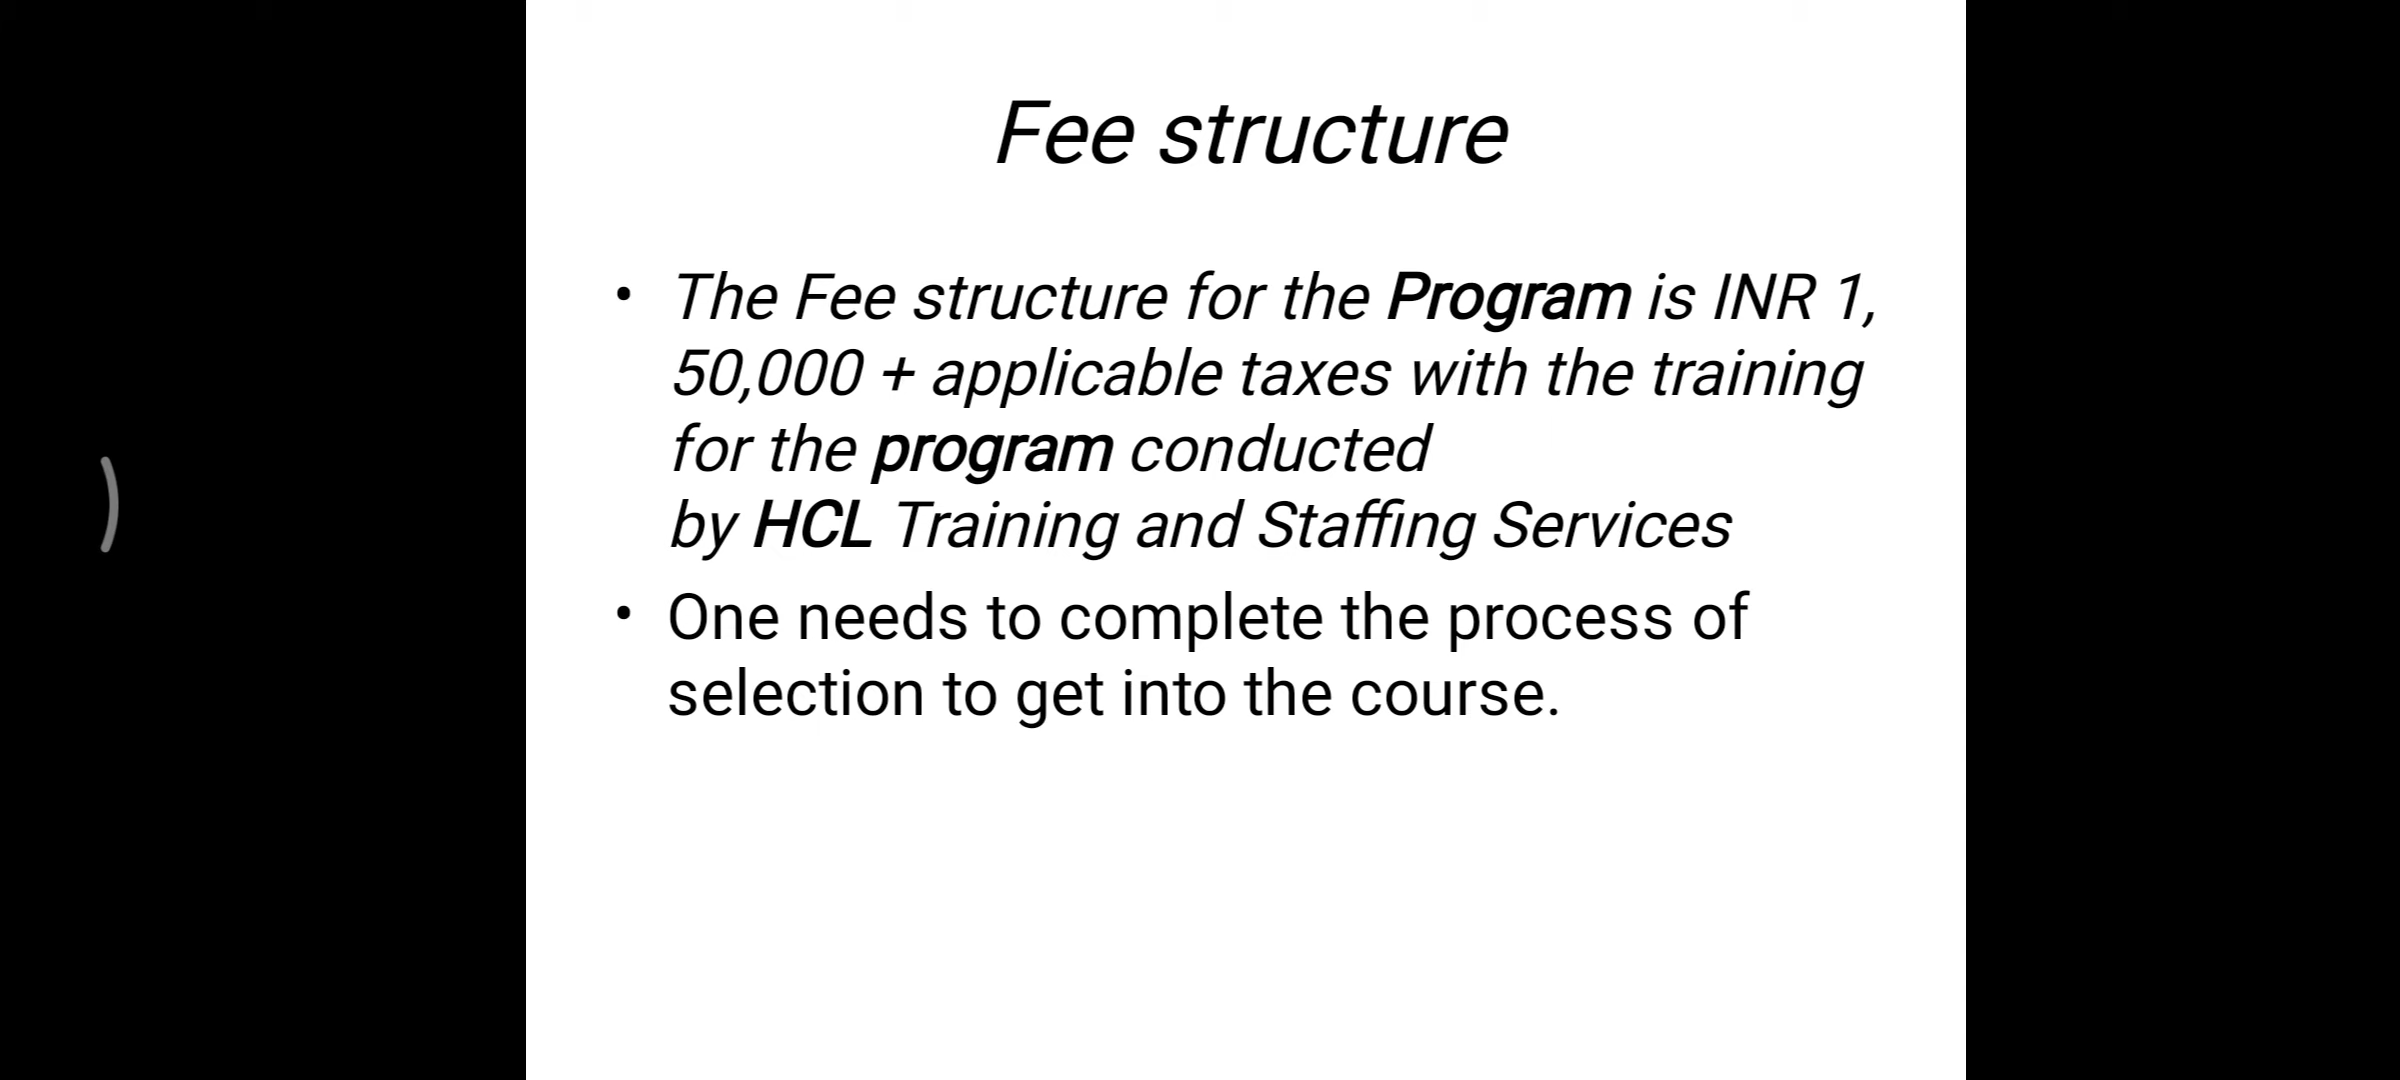 Fee structure
• The Fee structure for the Program is INR 1,
50,000 + applicable taxes with the training
for the program conducted
by HCL Training and Staffing Services
• One needs to complete the process of
selection to get into the course.